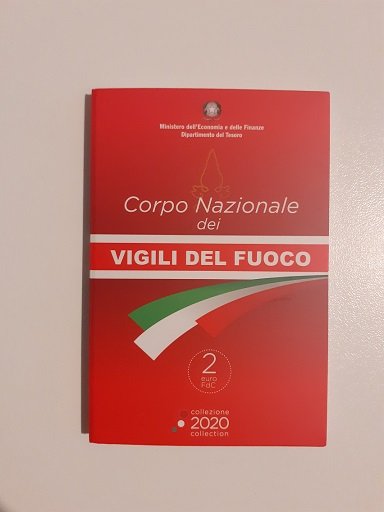 Ministero dell'Economia e delle Finanze
Dipartimento del Tesoro
Corpo Nazionale
dei
VIGILI DEL FUOCO
2
euro
FdC
collezione
2020
collection